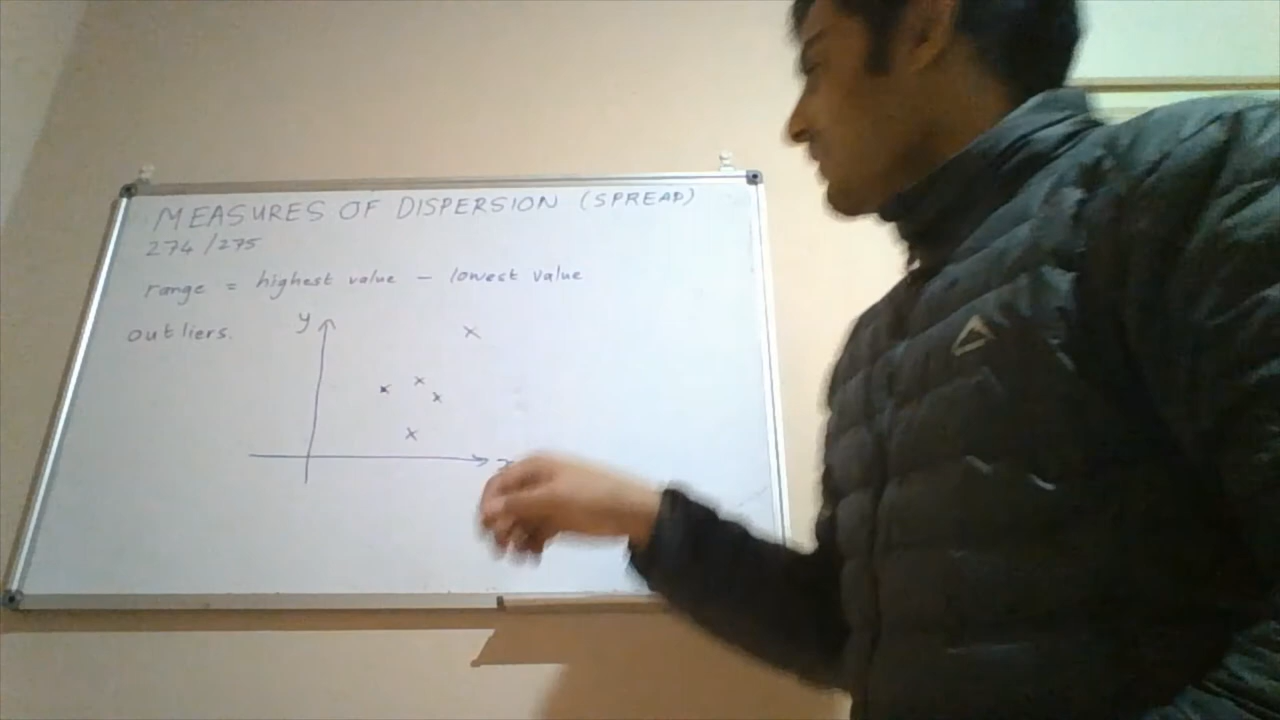 MEASURES OF DISPERSION (SPREAD)
274/275
range = highest value - lowest value
outliers.
y
x